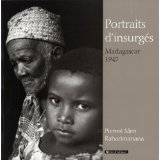 Portraits
d'insurgés
Madagascar
1947
Pierrot Men
Raharimanana